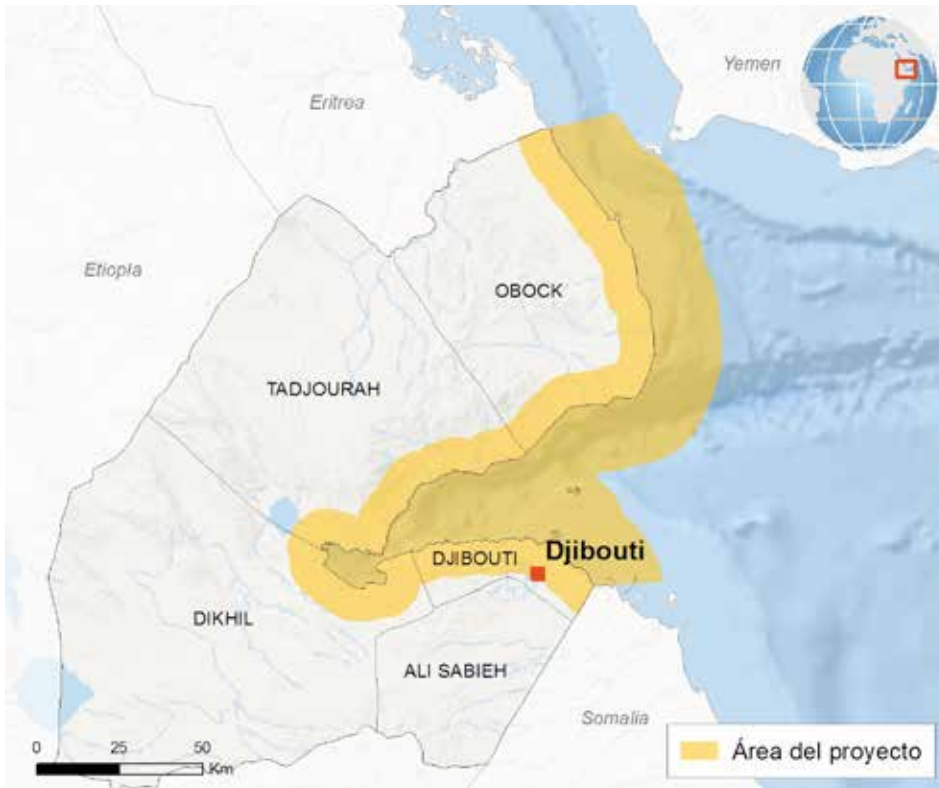 Yemen
Eritrea
Etiopía
OBOCK
TADJOURAH
Djibouti
DJIBOUTI
DIKHIL
ALI SABIEH
Somalia
0 25 50
Km
Área del proyecto